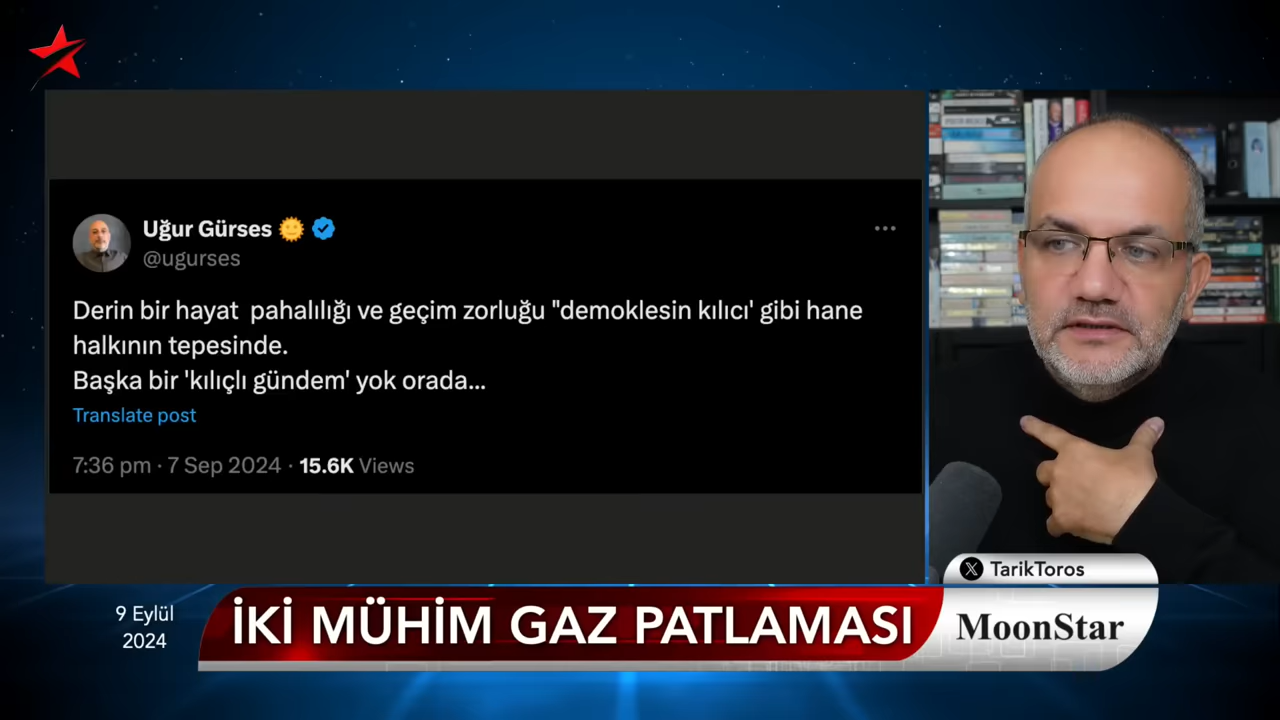 Uğur Gürses
@ugurses
Derin bir hayat  pahalılığı ve geçim zorluğu "demoklesin kılıcı' gibi hane
halkının tepesinde.
Başka bir 'kılıçlı gündem' yok orada...
Translate post
7:36 pm · 7 Sep 2024 · 15.6K Views
TarikToros
9 Eylül
2024
İKİ MÜHİM GAZ PATLAMASI
MoonStar